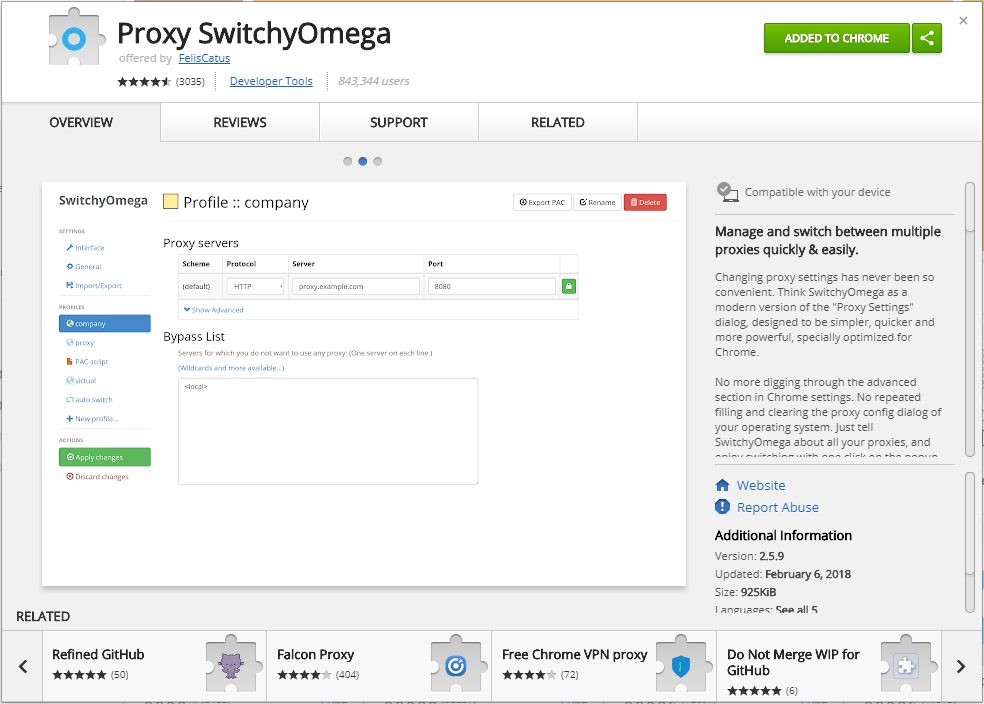 Proxy SwitchyOmega
offered by FelisCatus
(3035) Developer Tools 843,344 users
ADDED TO CHROME
OVERVIEW REVIEWS SUPPORT RELATED
SwitchyOmega
SETTINGS
Interface
General
Import/Export
PROFILES
company
proxy
PAC script
virtual
auto switch
New profile...
ACTIONS
Apply changes
Discard changes
Profile :: company
Export PAC Rename Delete
Proxy servers
Scheme Protocol Server Port
(default) HTTP proxy.example.com 8080
Show Advanced
Bypass List
Servers for which you do not want to use any proxy: (One server on each line.)
(Wildcards and more available...)
<local>
Compatible with your device
Manage and switch between multiple
proxies quickly & easily.
Changing proxy settings has never been so
convenient. Think SwitchyOmega as a
modern version of the "Proxy Settings"
dialog, designed to be simpler, quicker and
more powerful, specially optimized for
Chrome.
No more digging through the advanced
section in Chrome settings. No repeated
filling and clearing the proxy config dialog of
your operating system. Just tell
SwitchyOmega about all your proxies, and
enjoy switching with one click on the popup
Website
Report Abuse
Additional Information
Version: 2.5.9
Updated: February 6, 2018
Size: 925KiB
Languages: See all 5
RELATED
Refined GitHub
(50)
Falcon Proxy
(404)
Free Chrome VPN proxy
(72)
Do Not Merge WIP for
GitHub
(6)